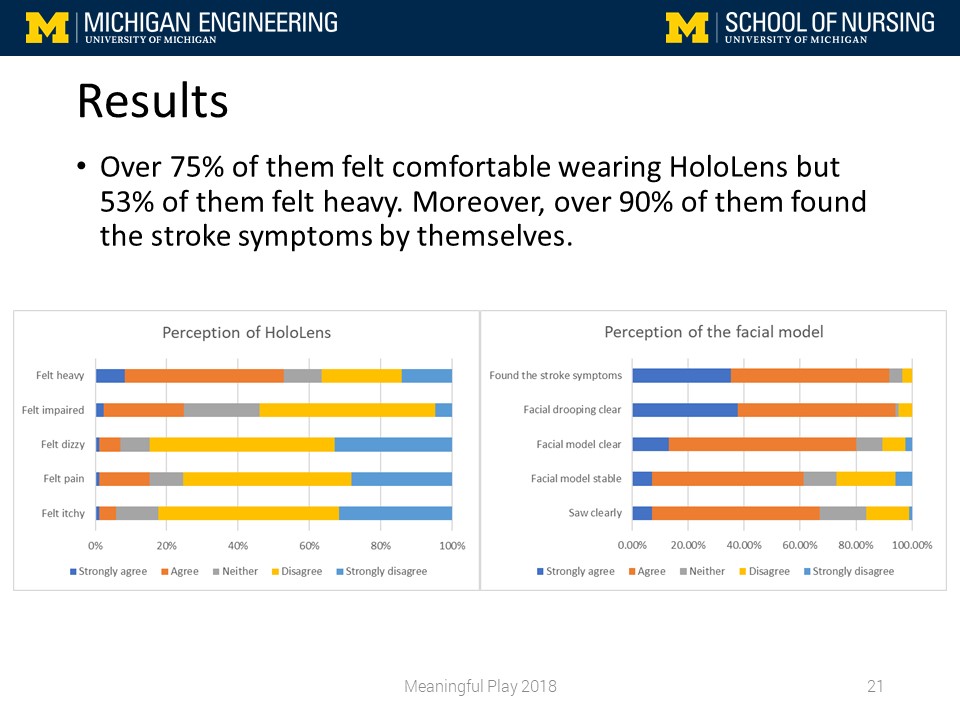 MICHIGAN ENGINEERING
UNIVERSITY OF MICHIGAN
SCHOOL OF NURSING
UNIVERSITY OF MICHIGAN
Results
• Over 75% of them felt comfortable wearing HoloLens but
53% of them felt heavy. Moreover, over 90% of them found
the stroke symptoms by themselves.
Perception of HoloLens
Felt heavy
Felt impaired
Felt dizzy
Felt pain
Felt itchy
0% 20% 40% 60% 80% 100%
Strongly agree Agree Neither Disagree Strongly disagree
Perception of the facial model
Found the stroke symptoms
Facial drooping clear
Facial model clear
Facial model stable
Saw clearly
0.00% 20.00% 40.00% 60.00% 80.00% 100.00%
Strongly agree Agree Neither Disagree Strongly disagree
Meaningful Play 2018
21